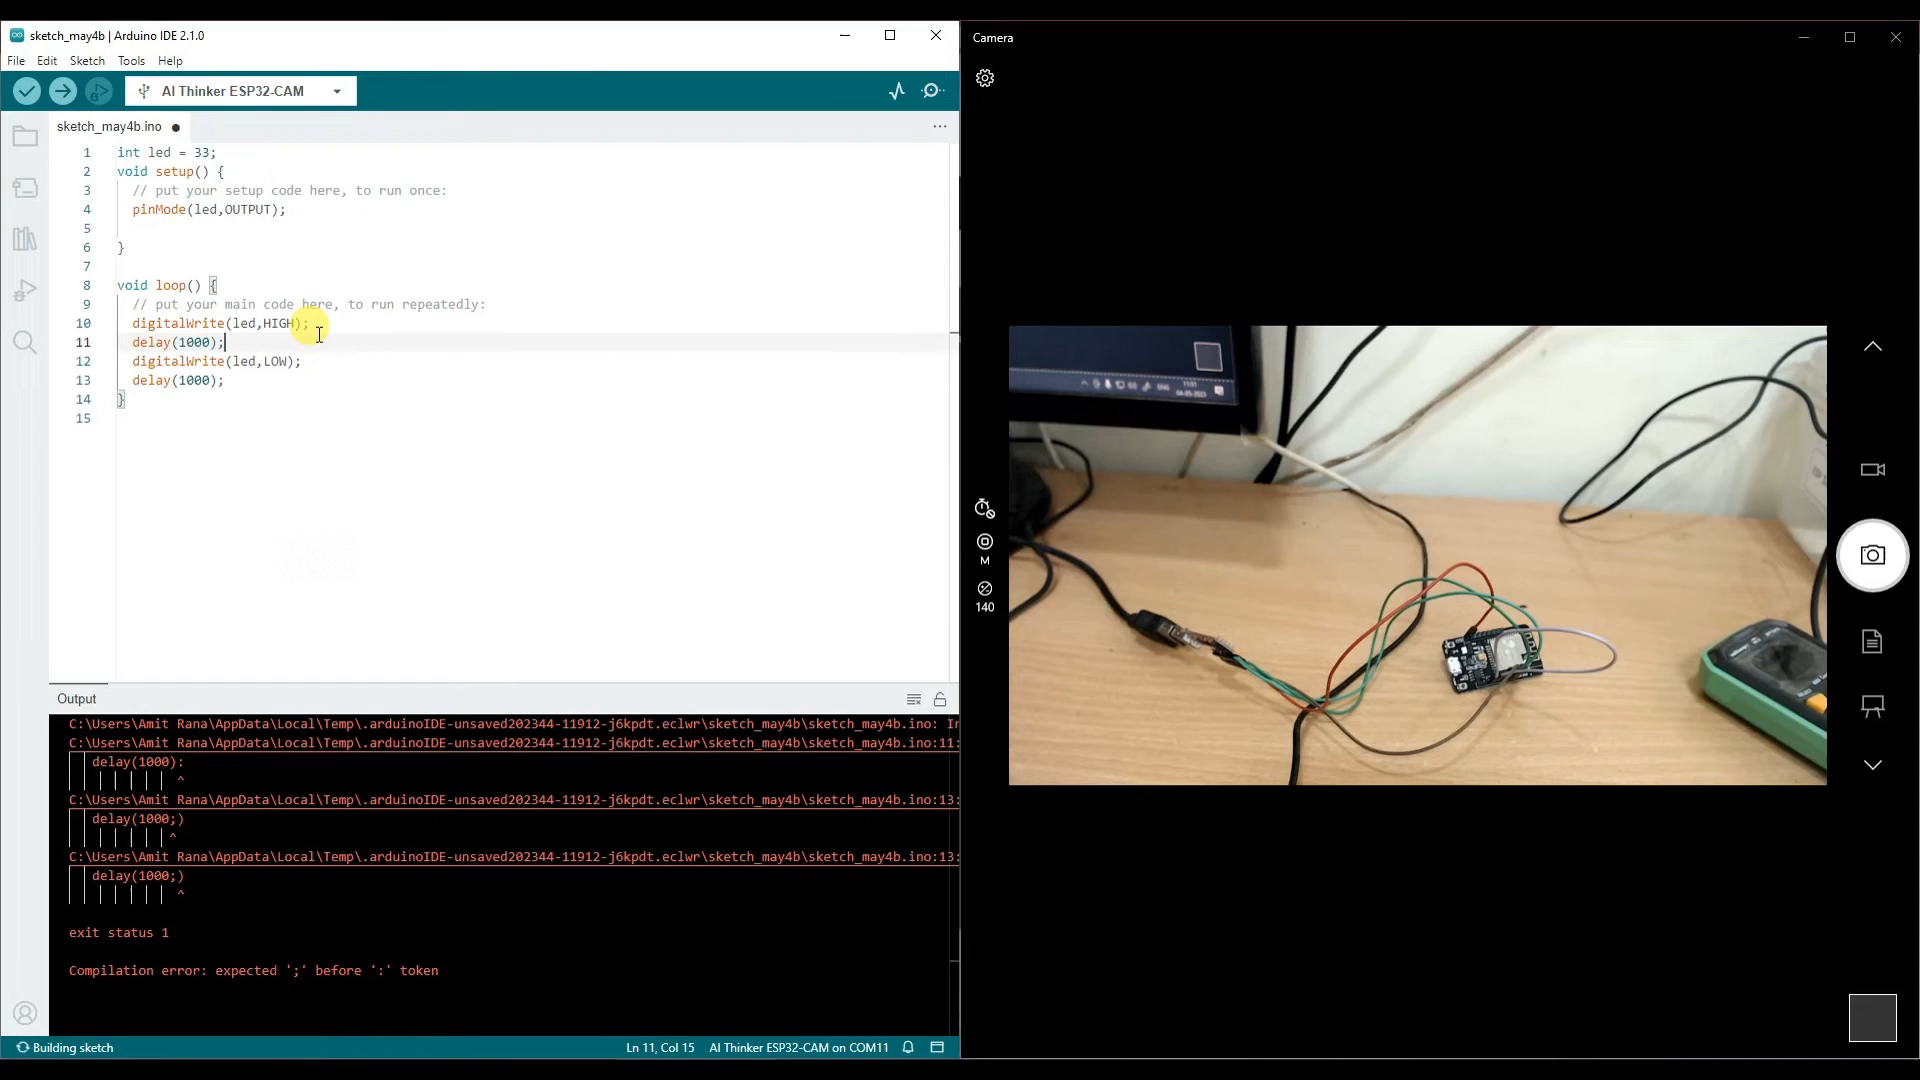 sketch_may4b | Arduino IDE 2.1.0
File Edit Sketch Tools Help
AI Thinker ESP32-CAM
sketch_may4b.ino
1 int led = 33;
2 void setup() {
3 // put your setup code here, to run once:
4 pinMode(led,OUTPUT);
5
6 }
7
8 void loop() {
9 // put your main code here, to run repeatedly:
10 digitalWrite(led,HIGH);
11 delay(1000);
12 digitalWrite(led,LOW);
13 delay(1000);
14 }
15
Output
C:\Users\Amit Rana\AppData\Local\Temp\.arduinoIDE-unsaved202344-11912-j6kpdt.eclwr\sketch_may4b\sketch_may4b.ino: In
C:\Users\Amit Rana\AppData\Local\Temp\.arduinoIDE-unsaved202344-11912-j6kpdt.eclwr\sketch_may4b\sketch_may4b.ino:11:
delay(1000):
^
C:\Users\Amit Rana\AppData\Local\Temp\.arduinoIDE-unsaved202344-11912-j6kpdt.eclwr\sketch_may4b\sketch_may4b.ino:13:
delay(1000;)
^
C:\Users\Amit Rana\AppData\Local\Temp\.arduinoIDE-unsaved202344-11912-j6kpdt.eclwr\sketch_may4b\sketch_may4b.ino:13:
delay(1000;)
^
exit status 1
Compilation error: expected ';' before ':' token
Building sketch
Ln 11, Col 15 AI Thinker ESP32-CAM on COM11
Camera
M
140